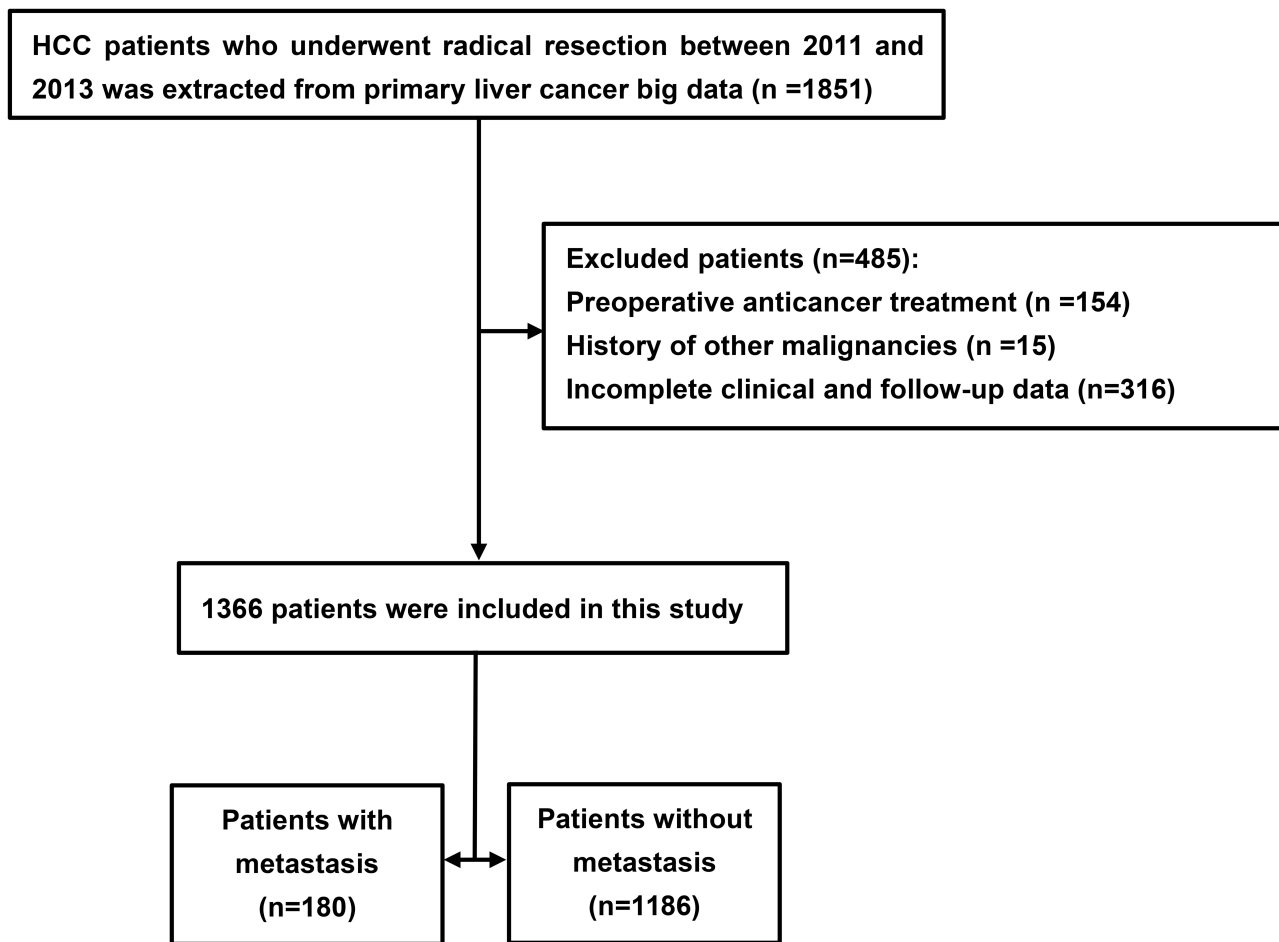 HCC patients who underwent radical resection between 2011 and
2013 was extracted from primary liver cancer big data (n =1851)
Excluded patients (n=485):
Preoperative anticancer treatment (n =154)
History of other malignancies (n =15)
Incomplete clinical and follow-up data (n=316)
1366 patients were included in this study
Patients with
metastasis
(n=180)
Patients without
metastasis
(n=1186)